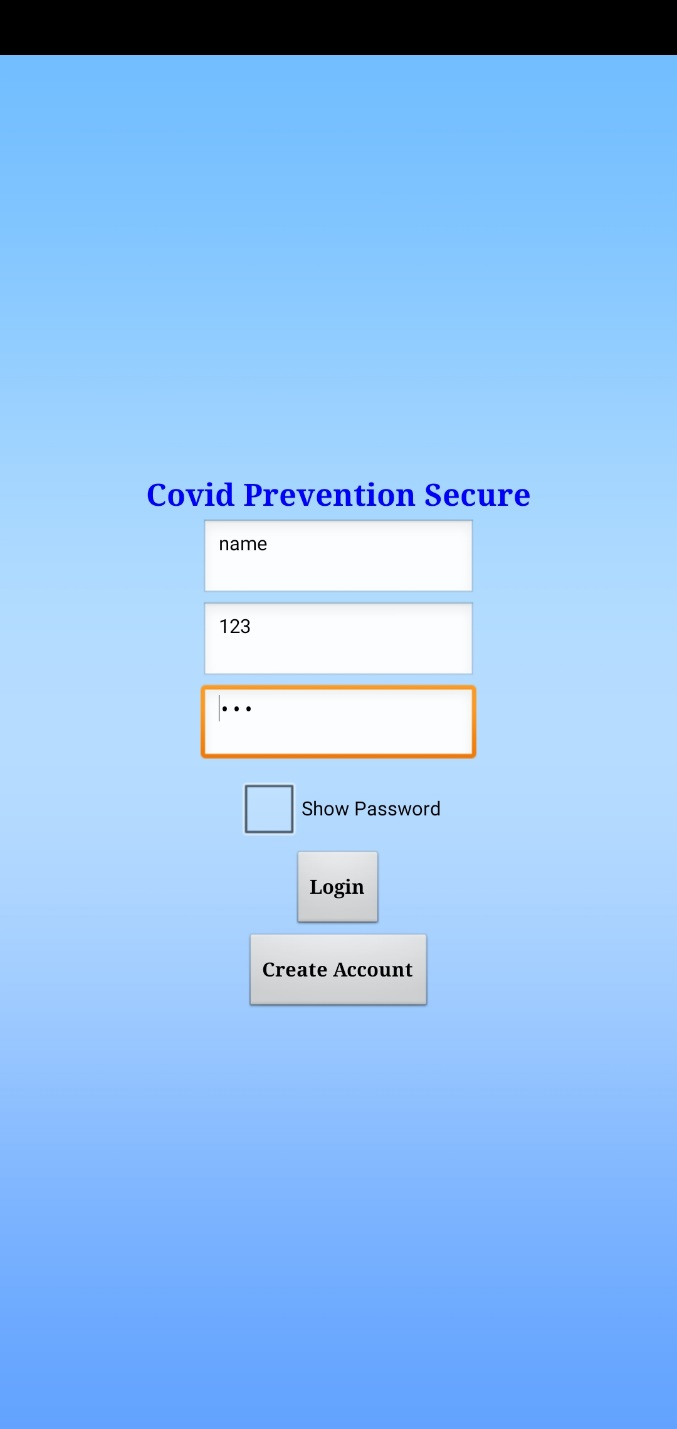 Covid Prevention Secure
name
123
•••
Show Password
Login
Create Account